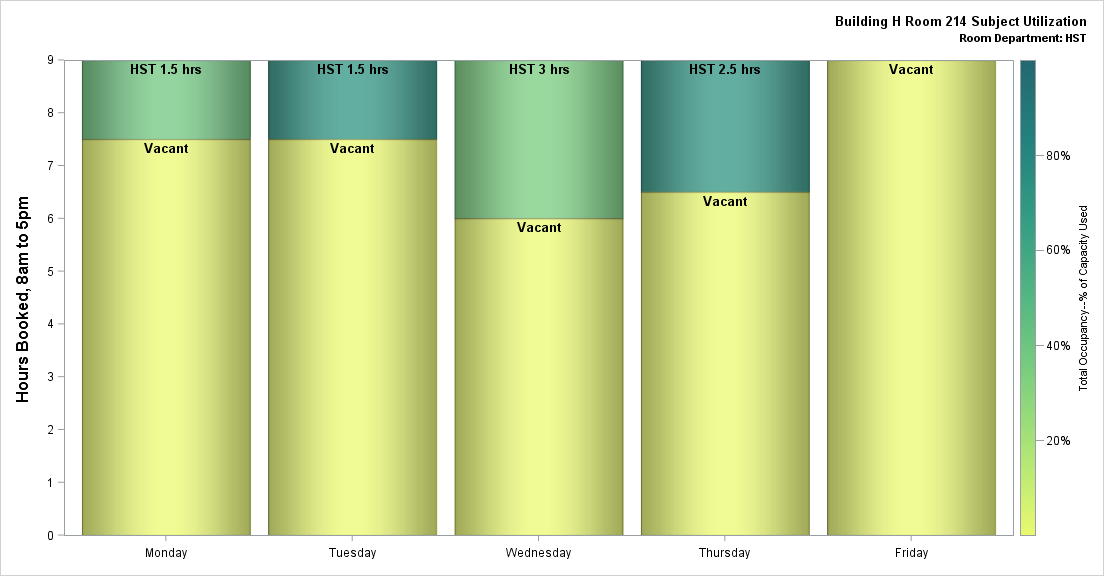 Building H Room 214 Subject Utilization
Room Department: HST
Hours Booked, 8am to 5pm
9
8
7
6
5
4
3
2
1
0
HST 1.5 hrs
Vacant
HST 1.5 hrs
Vacant
HST 3 hrs
Vacant
HST 2.5 hrs
Vacant
Vacant
Monday
Tuesday
Wednesday
Thursday
Friday
80%
60%
40%
20%
Total Occupancy--% of Capacity Used